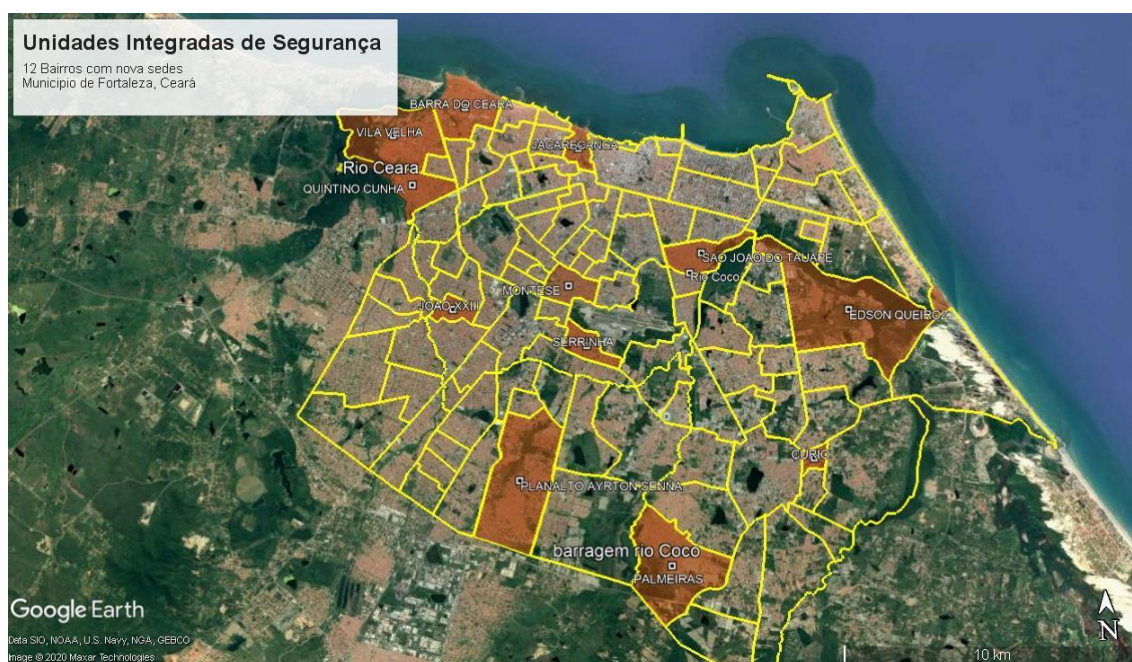 Unidades Integradas de Segurança
12 Bairros com nova sedes
Municipio de Fortaleza, Ceará
BARRA DO CEARA
VILA VELHA
JACARECANGA
Rio Ceara
QUINTINO CUNHA
SAO JOAO DO TAUAPE
Rio Coco
MONTESE
JOAO XXIII
EDSON QUEIROZ
SERRINHA
CURIO
PLANALTO AYRTON SENNA
barragem rio Coco
PALMEIRAS
Google Earth
Data SIO, NOAA, U.S. Navy, NGA, GEBCO
Image © 2020 Maxar Technologies
N
10 km